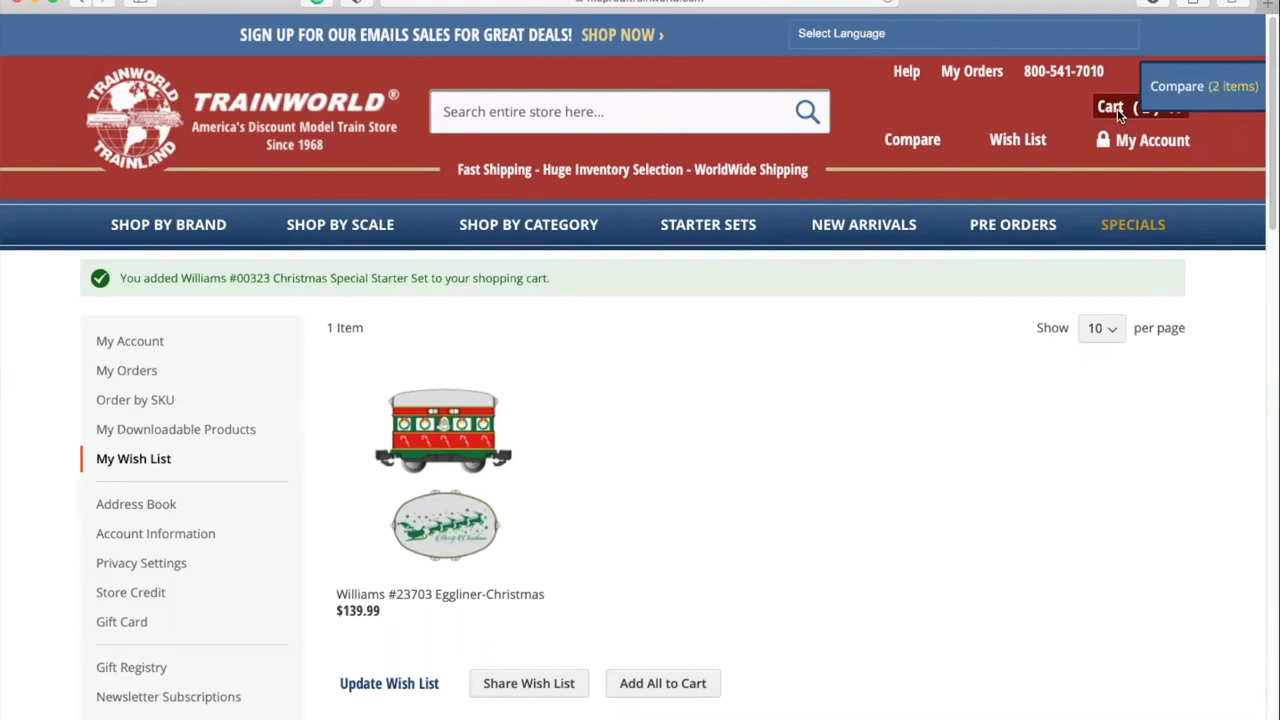 SIGN UP FOR OUR EMAILS SALES FOR GREAT DEALS! SHOP NOW ›
Select Language
Help My Orders 800-541-7010
Compare (2 items)
TRAINWORLD
TRAINLAND
TRAINWORLD®
America's Discount Model Train Store
Since 1968
Search entire store here...
Cart
Compare Wish List My Account
Fast Shipping - Huge Inventory Selection - WorldWide Shipping
SHOP BY BRAND SHOP BY SCALE SHOP BY CATEGORY STARTER SETS NEW ARRIVALS PRE ORDERS SPECIALS
You added Williams #00323 Christmas Special Starter Set to your shopping cart.
My Account
My Orders
Order by SKU
My Downloadable Products
My Wish List
Address Book
Account Information
Privacy Settings
Store Credit
Gift Card
Gift Registry
Newsletter Subscriptions
1 Item
Show 10 per page
Merry Christmas
Williams #23703 Eggliner-Christmas
$139.99
Update Wish List Share Wish List Add All to Cart